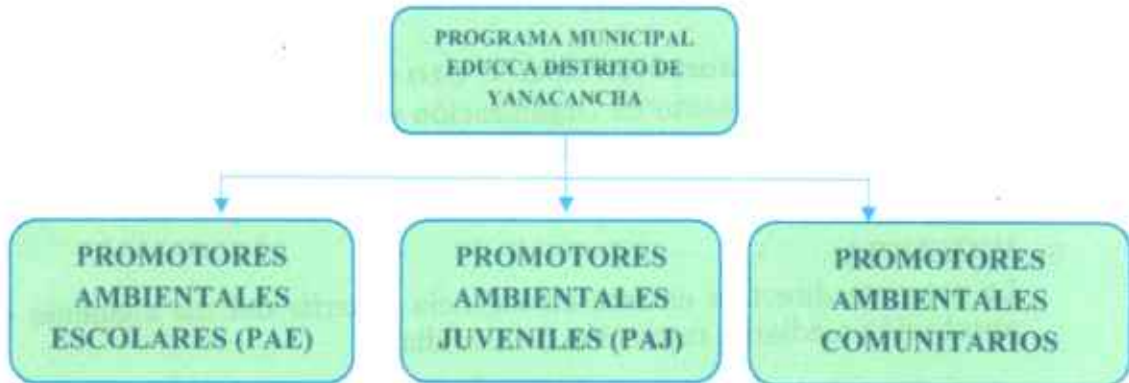 PROGRAMA MUNICIPAL
EDUCCA DISTRITO DE
YANACANCHA
PROMOTORES
AMBIENTALES
ESCOLARES (PAE)
PROMOTORES
AMBIENTALES
JUVENILES (PAJ)
PROMOTORES
AMBIENTALES
COMUNITARIOS